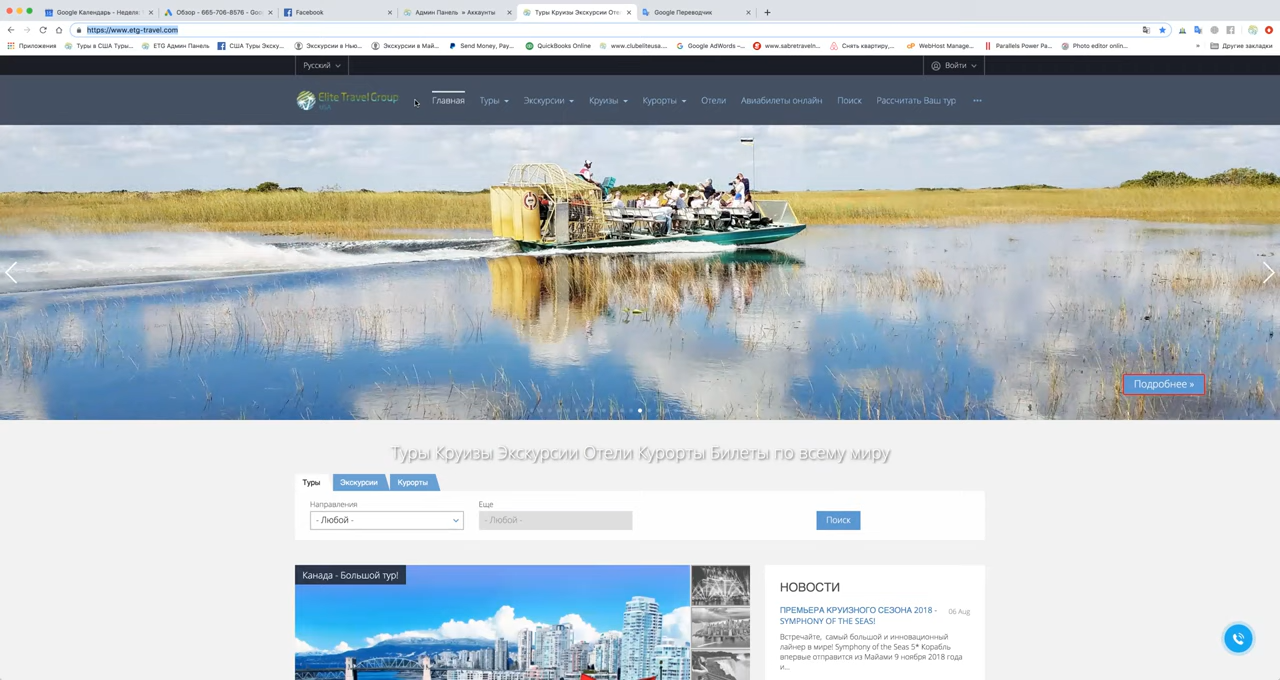 Google Календарь - Неделя
Обзор - 665-706-8576 - Goo
Facebook
Админ Панель » Аккаунты
Туры Круизы Экскурсии Оте
Google Переводчик
https://www.etg-travel.com
Приложения
Туры в США Туры...
ETG Админ Панель
США Туры Экску...
Экскурсии в Нью...
Экскурсии в Май...
Send Money, Pay...
QuickBooks Online
www.clubeliteusa...
Google AdWords –...
www.sabretraveln...
Снять квартиру,...
WebHost Manage...
Parallels Power Pa...
Photo editor onlin...
»
Другие закладки
Русский
Войти
Elite Travel Group
Главная
Туры
Экскурсии
Круизы
Курорты
Отели
Авиабилеты онлайн
Поиск
Рассчитать Ваш тур
Подробнее »
Туры Круизы Экскурсии Отели Курорты Билеты по всему миру
Туры
Экскурсии
Курорты
Направления
Еще
- Любой -
- Любой -
Поиск
Канада - Большой тур!
НОВОСТИ
ПРЕМЬЕРА КРУИЗНОГО СЕЗОНА 2018 -
SYMPHONY OF THE SEAS!
06 Aug
Встречайте, самый большой и инновационный
лайнер в мире! Symphony of the Seas 5* Корабль
впервые отправится из Майами 9 ноября 2018 года
и...